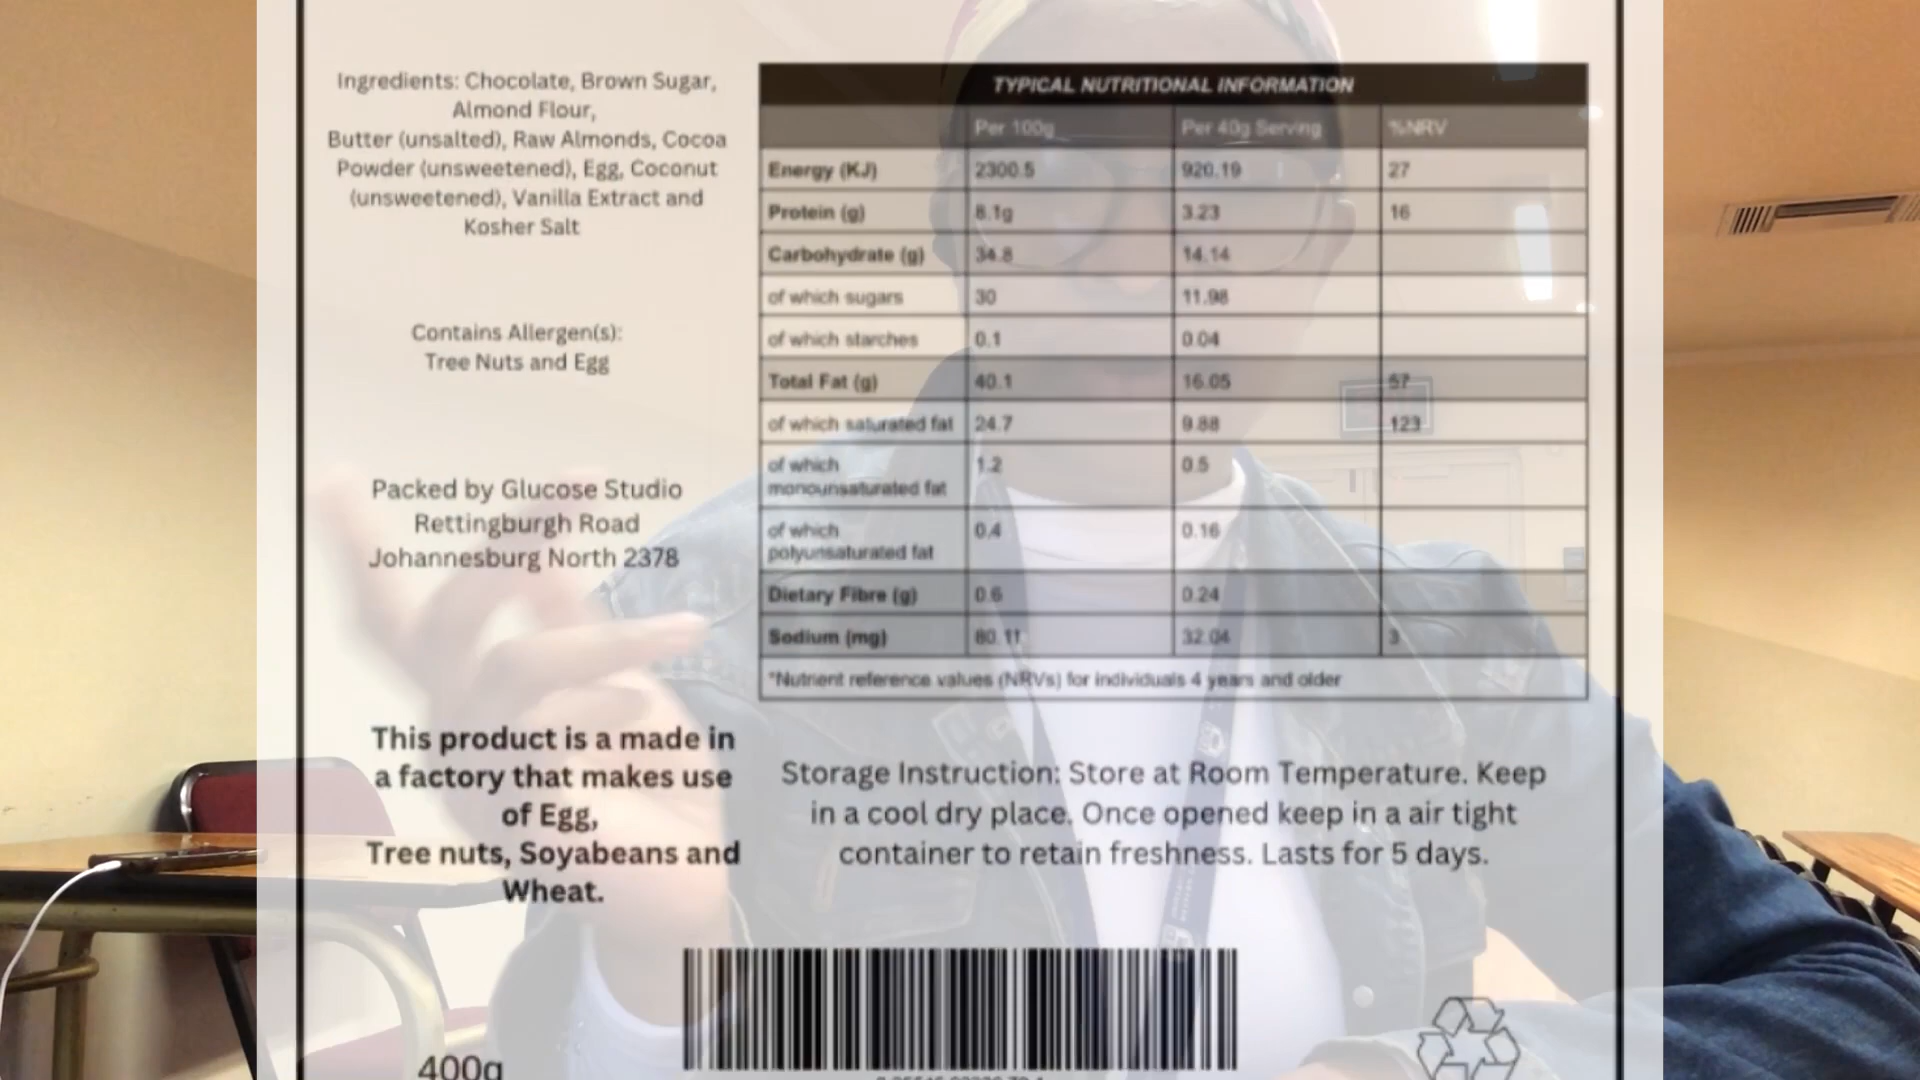 Ingredients: Chocolate, Brown Sugar,
Almond Flour,
Butter (unsalted), Raw Almonds, Cocoa
Powder (unsweetened), Egg, Coconut
(unsweetened), Vanilla Extract and
Kosher Salt
Contains Allergen(s):
Tree Nuts and Egg
Packed by Glucose Studio
Rettingburgh Road
Johannesburg North 2378
This product is a made in
a factory that makes use
of Egg,
Tree nuts, Soyabeans and
Wheat.
TYPICAL NUTRITIONAL INFORMATION
Per 100g Per 40g Serving %NRV
Energy (KJ) 2300.5 920.19 27
Protein (g) 8.1g 3.23 16
Carbohydrate (g) 34.8 14.14
of which sugars 30 11.98
of which starches 0.1 0.04
Total Fat (g) 40.1 16.05 57
of which saturated fat 24.7 9.88 123
of which
monounsaturated fat 1.2 0.5
of which
polyunsaturated fat 0.4 0.16
Dietary Fibre (g) 0.6 0.24
Sodium (mg) 80.11 32.04 3
*Nutrient reference values (NRVs) for individuals 4 years and older
Storage Instruction: Store at Room Temperature. Keep
in a cool dry place. Once opened keep in a air tight
container to retain freshness. Lasts for 5 days.
400g